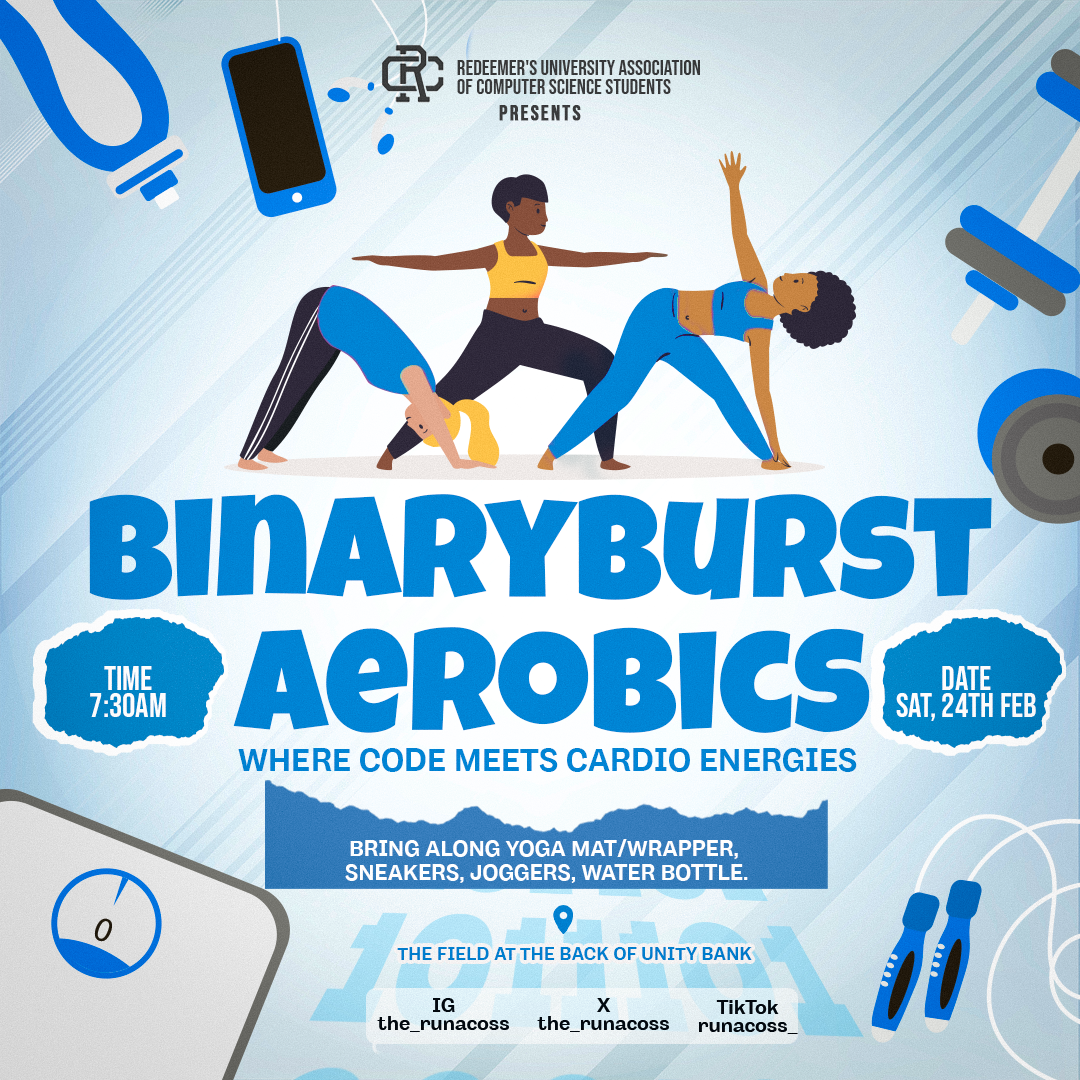 REDEEMER'S UNIVERSITY ASSOCIATION
OF COMPUTER SCIENCE STUDENTS
PRESENTS
BINARYBURST
AEROBICS
TIME
7:30AM
DATE
SAT, 24TH FEB
WHERE CODE MEETS CARDIO ENERGIES
BRING ALONG YOGA MAT/WRAPPER,
SNEAKERS, JOGGERS, WATER BOTTLE.
0
THE FIELD AT THE BACK OF UNITY BANK
IG
the_runacoss
X
the_runacoss
TikTok
runacoss_